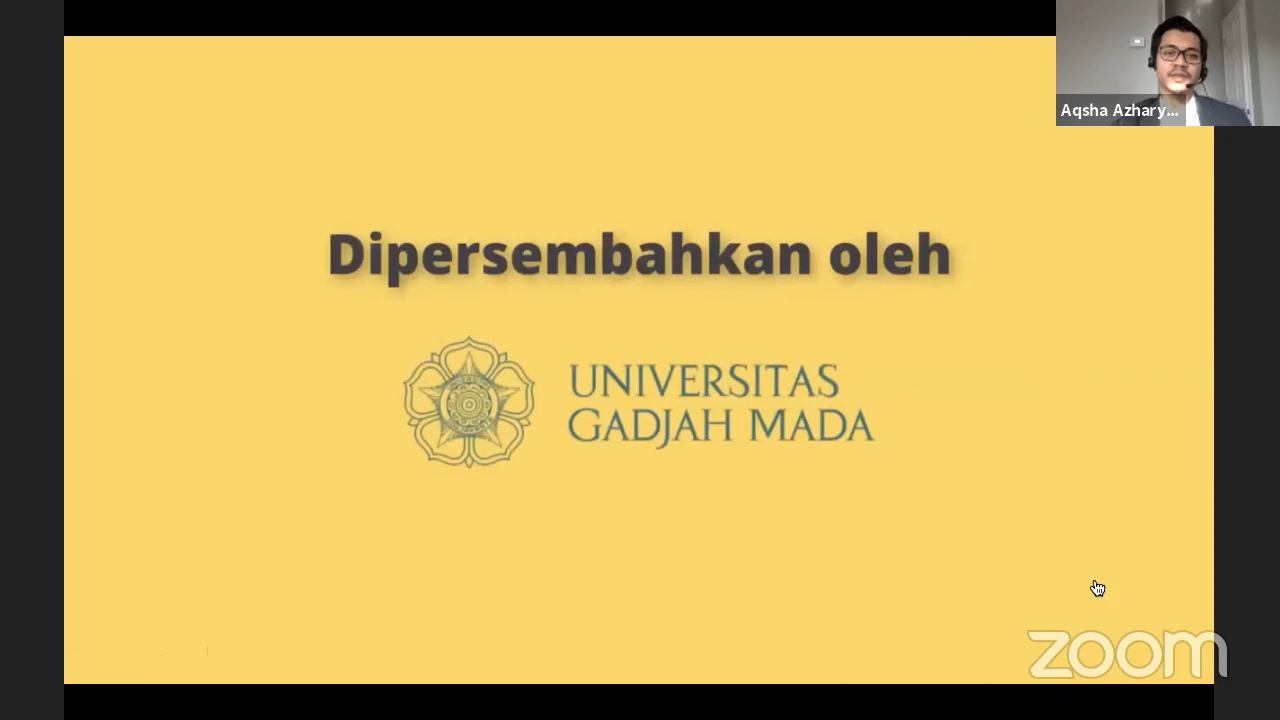 Aqsha Azhary...
Dipersembahkan oleh
UNIVERSITAS
GADJAH MADA
zoom